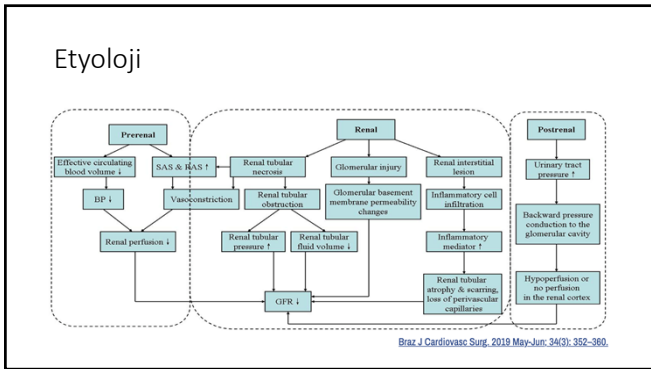 Etyoloji
Prerenal
Effective circulating
blood volume ↓
SAS & RAS ↑
BP ↓
Vasoconstriction
Renal perfusion ↓
Renal
Renal tubular
necrosis
Glomerular injury
Renal interstitial
lesion
Renal tubular
obstruction
Glomerular basement
membrane permeability
changes
Inflammatory cell
infiltration
Renal tubular
pressure ↑
Renal tubular
fluid volume ↓
Inflammatory
mediator ↑
GFR ↓
Renal tubular
atrophy & scarring,
loss of perivascular
capillaries
Postrenal
Urinary tract
pressure ↑
Backward pressure
conduction to the
glomerular cavity
Hypoperfusion or
no perfusion
in the renal cortex
Braz J Cardiovasc Surg. 2019 May-Jun; 34(3): 352–360.